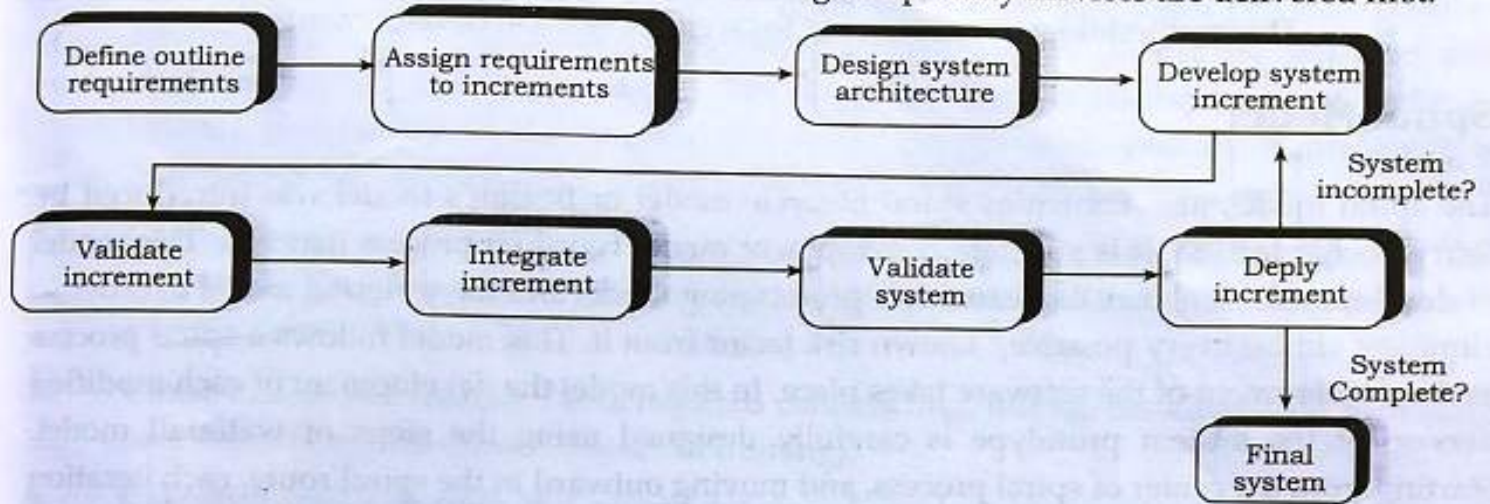 Define outline
requirements
Assign requirements
to increments
Design system
architecture
Develop system
increment
System
incomplete?
Validate
increment
Integrate
increment
Validate
system
Deply
increment
System
Complete?
Final
system